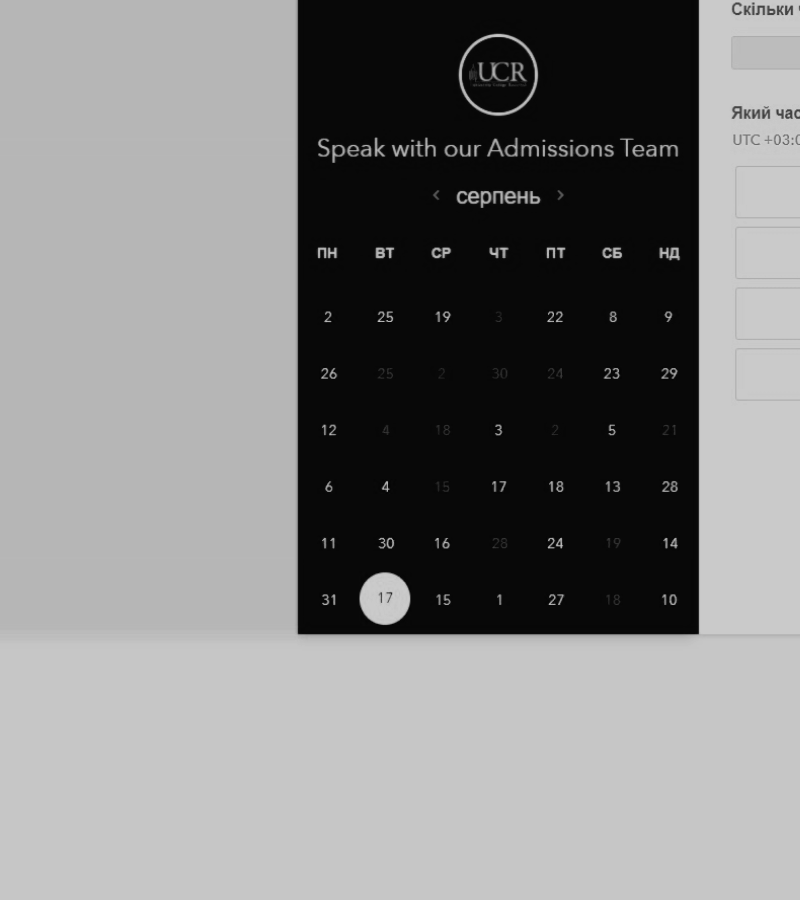 Скільки
UCR
Speak with our Admissions Team
< серпень >
ПН ВТ СР ЧТ ПТ СБ НД
2 25 19 3 22 8 9
26 25 2 30 24 23 29
12 4 18 3 2 5 21
6 4 15 17 18 13 28
11 30 16 28 24 19 14
31 17 15 1 27 18 10
Який час
UTC +03:0